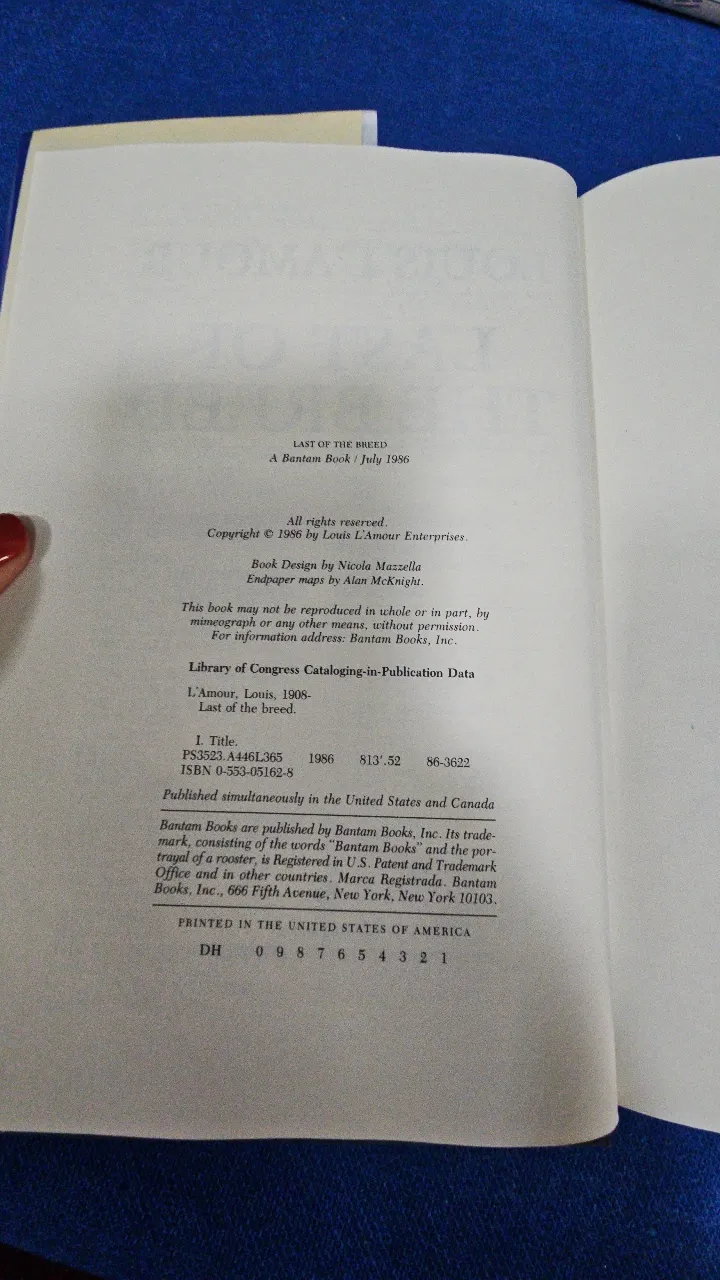 LAST OF THE BREED
A Bantam Book / July 1986
All rights reserved.
Copyright © 1986 by Louis L'Amour Enterprises.
Book Design by Nicola Mazzella
Endpaper maps by Alan McKnight.
This book may not be reproduced in whole or in part, by
mimeograph or any other means, without permission.
For information address: Bantam Books, Inc.
Library of Congress Cataloging-in-Publication Data
L'Amour, Louis, 1908-
Last of the breed.
I. Title.
PS3523.A446L365 1986 813'.52 86-3622
ISBN 0-553-05162-8
Published simultaneously in the United States and Canada
Bantam Books are published by Bantam Books, Inc. Its trade-
mark, consisting of the words "Bantam Books" and the por-
trayal of a rooster, is Registered in U.S. Patent and Trademark
Office and in other countries. Marca Registrada. Bantam
Books, Inc., 666 Fifth Avenue, New York, New York 10103.
PRINTED IN THE UNITED STATES OF AMERICA
DH 0 9 8 7 6 5 4 3 2 1